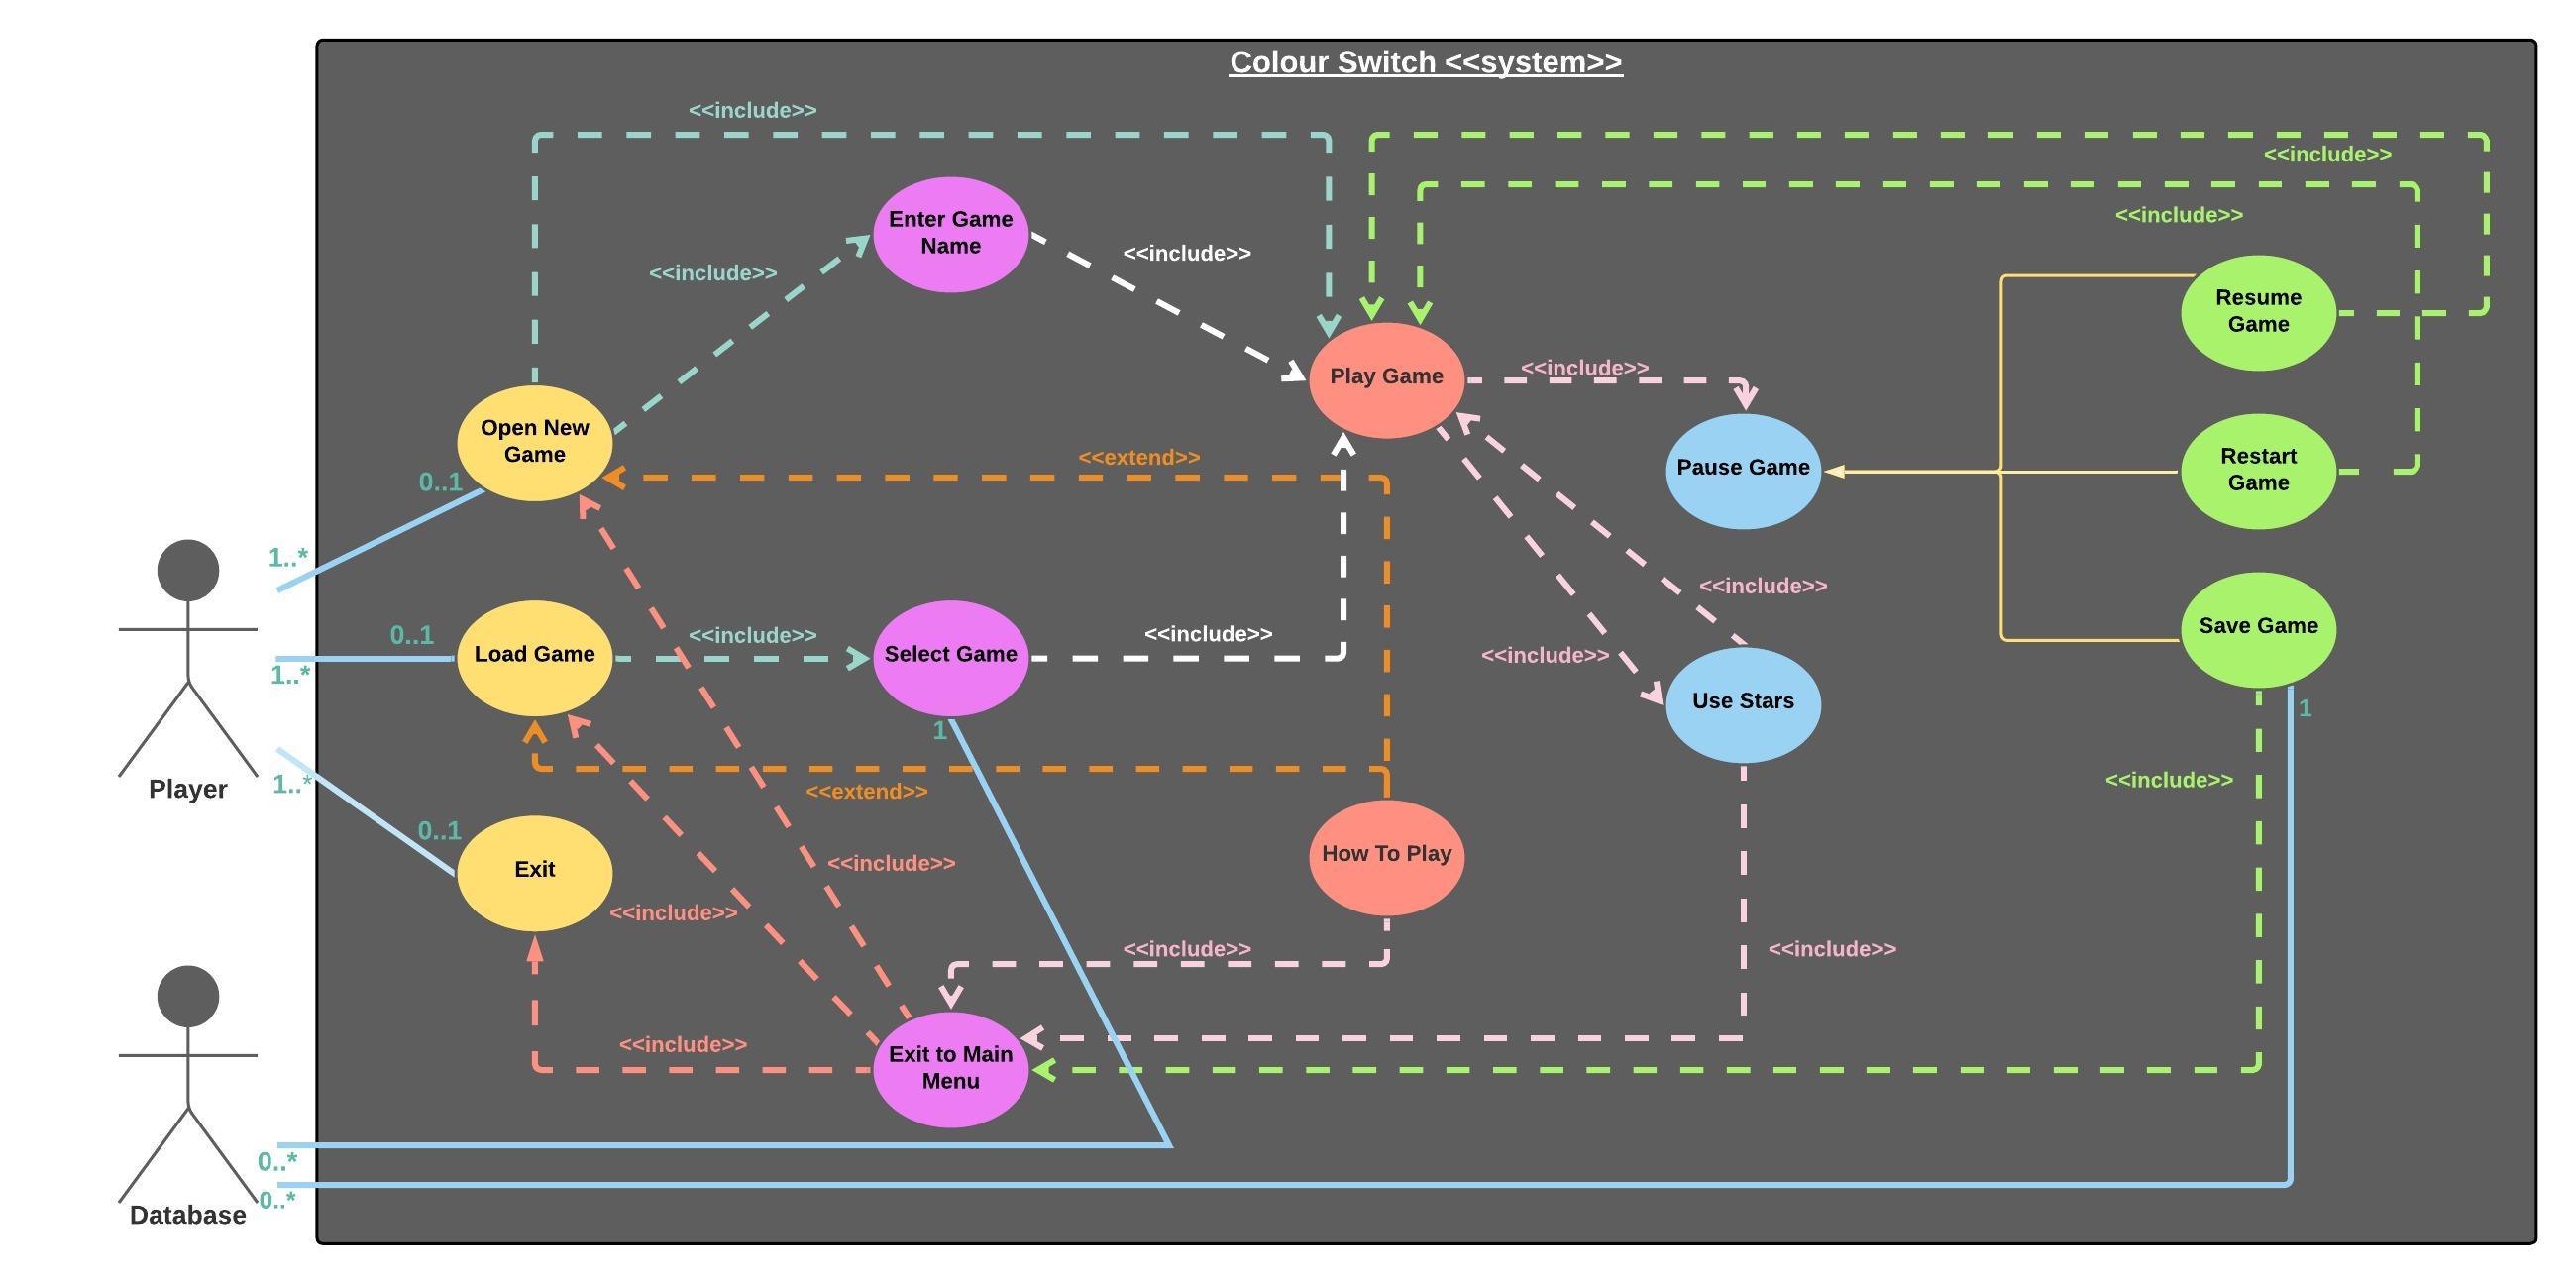 Colour Switch <<system>>
<<include>>
<<include>>
<<include>>
Enter Game
Name
<<include>>
<<include>>
<<include>>
Resume
Game
Play Game
<<include>>
Open New
Game
<<extend>>
Pause Game
Restart
Game
0..1
1..*
<<include>>
Save Game
0..1
Load Game
<<include>>
Select Game
<<include>>
<<include>>
1..*
Use Stars
1
1
Player
1..*
<<extend>>
<<include>>
0..1
Exit
<<include>>
How To Play
<<include>>
<<include>>
<<include>>
<<include>>
Exit to Main
Menu
0..*
0..*
Database